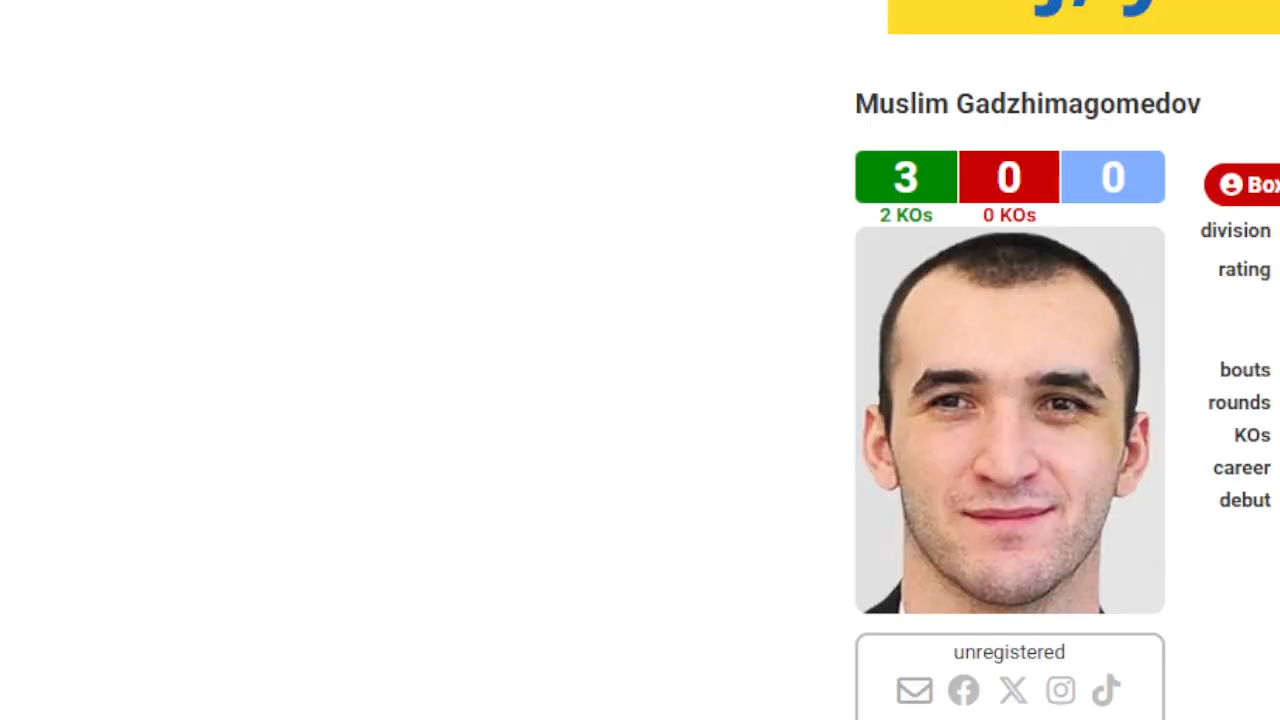 Muslim Gadzhimagomedov
3 0 0
2 KOs 0 KOs
division
rating
bouts
rounds
KOs
career
debut
unregistered